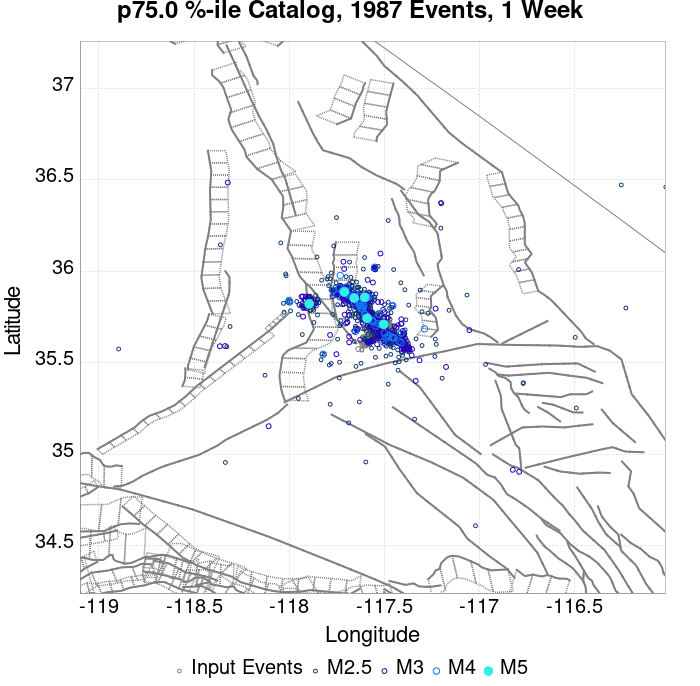 p75.0 %-ile Catalog, 1987 Events, 1 Week
37
36.5
36
35.5
35
34.5
Latitude
-119
-118.5
-118
-117.5
-117
-116.5
Longitude
Input Events
M2.5
M3
M4
M5